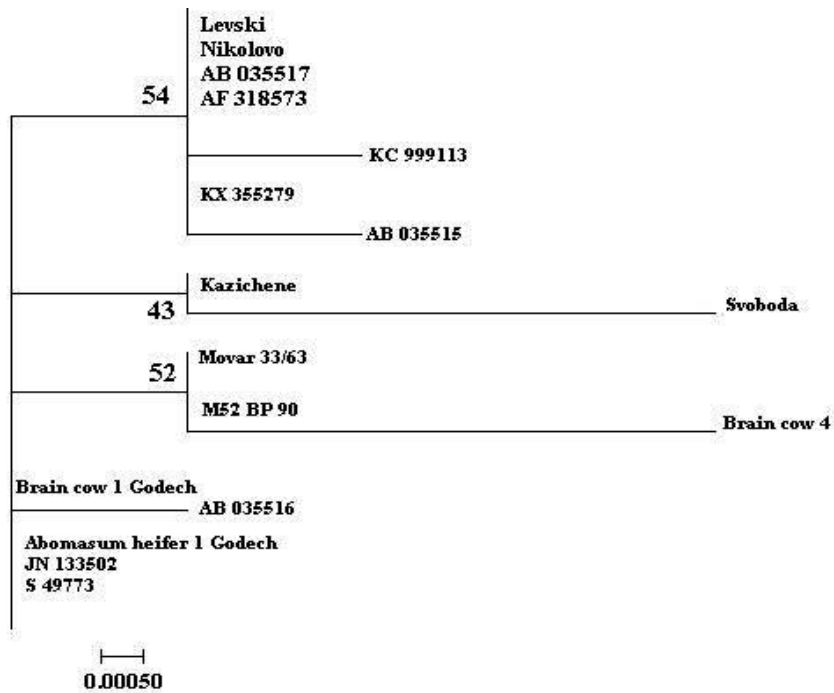 Levski
Nikolovo
AB 035517
AF 318573
54
KC 999113
KX 355279
AB 035515
Kazichene
43
Svoboda
Movar 33/63
52
M52 BP 90
Brain cow 4
Brain cow 1 Godech
AB 035516
Abomasum heifer 1 Godech
JN 133502
S 49773
0.00050